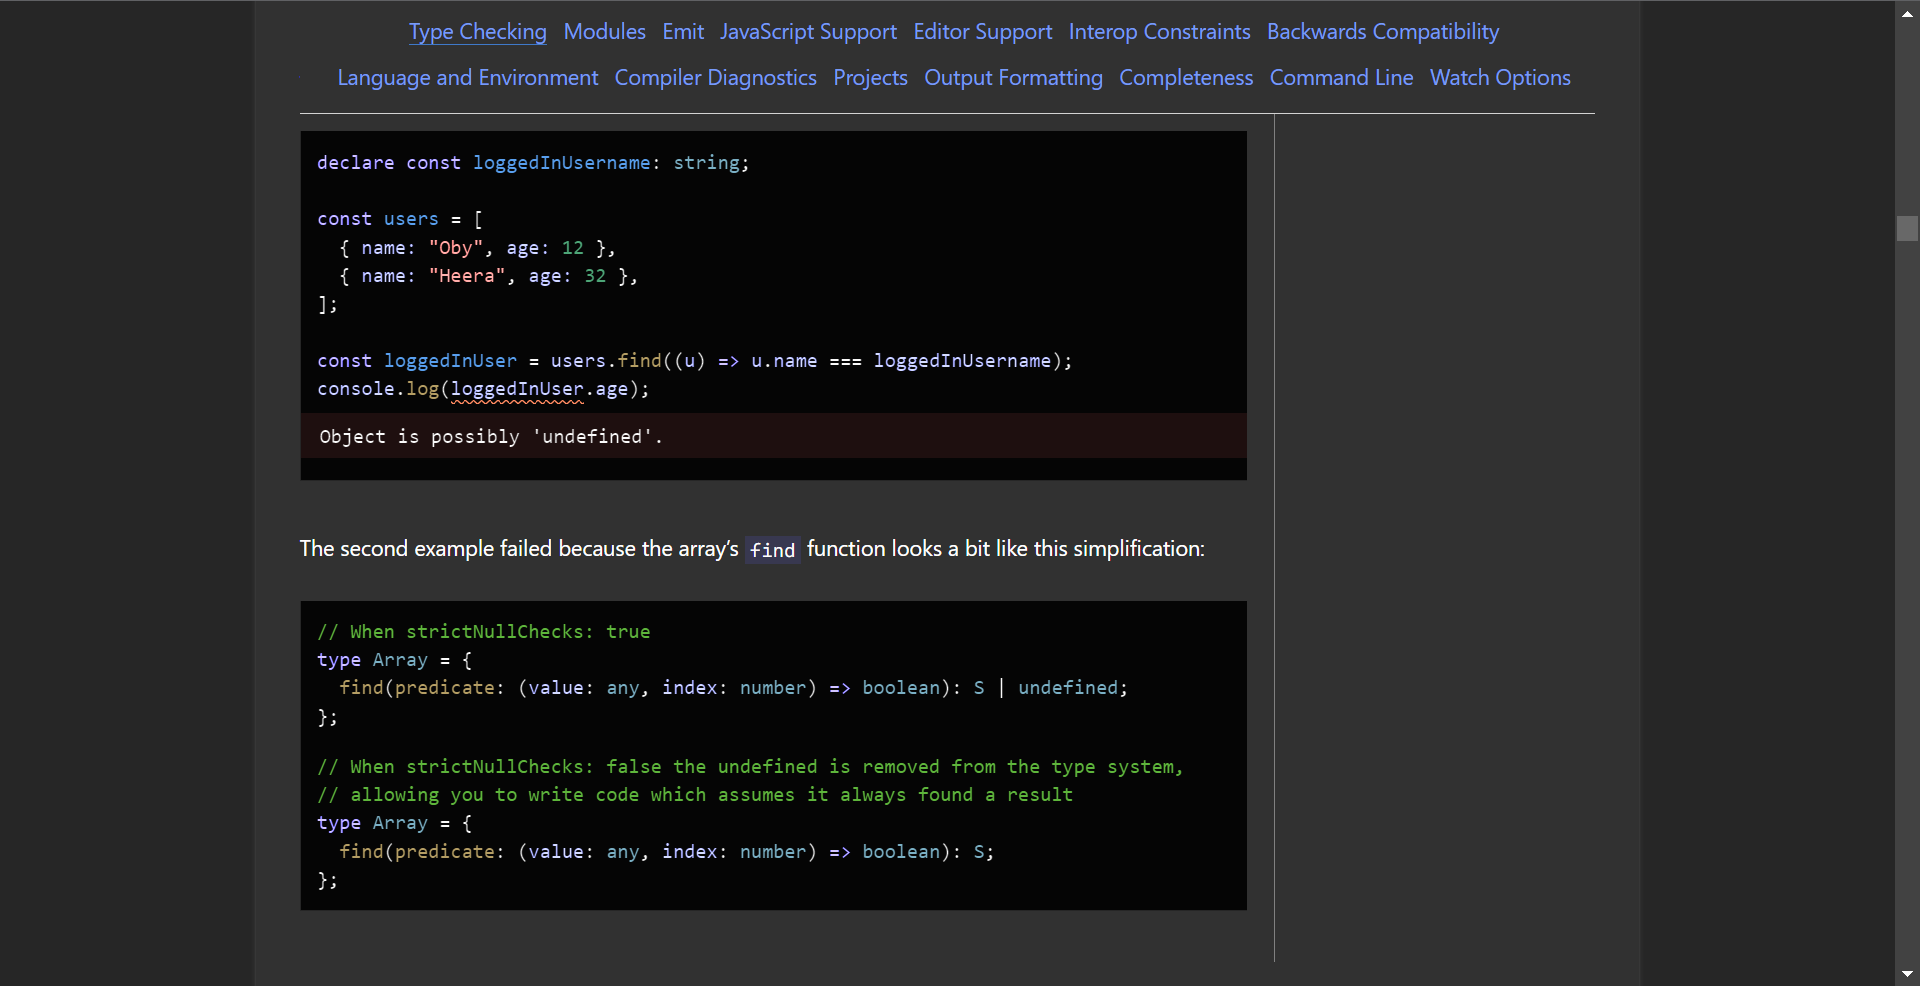 Type Checking Modules Emit JavaScript Support Editor Support Interop Constraints Backwards Compatibility
Language and Environment Compiler Diagnostics Projects Output Formatting Completeness Command Line Watch Options
declare const loggedInUsername: string;
const users = [
  { name: "Oby", age: 12 },
  { name: "Heera", age: 32 },
];
const loggedInUser = users.find((u) => u.name === loggedInUsername);
console.log(loggedInUser.age);
Object is possibly 'undefined'.
The second example failed because the array’s find function looks a bit like this simplification:
// When strictNullChecks: true
type Array = {
  find(predicate: (value: any, index: number) => boolean): S | undefined;
};
// When strictNullChecks: false the undefined is removed from the type system,
// allowing you to write code which assumes it always found a result
type Array = {
  find(predicate: (value: any, index: number) => boolean): S;
};